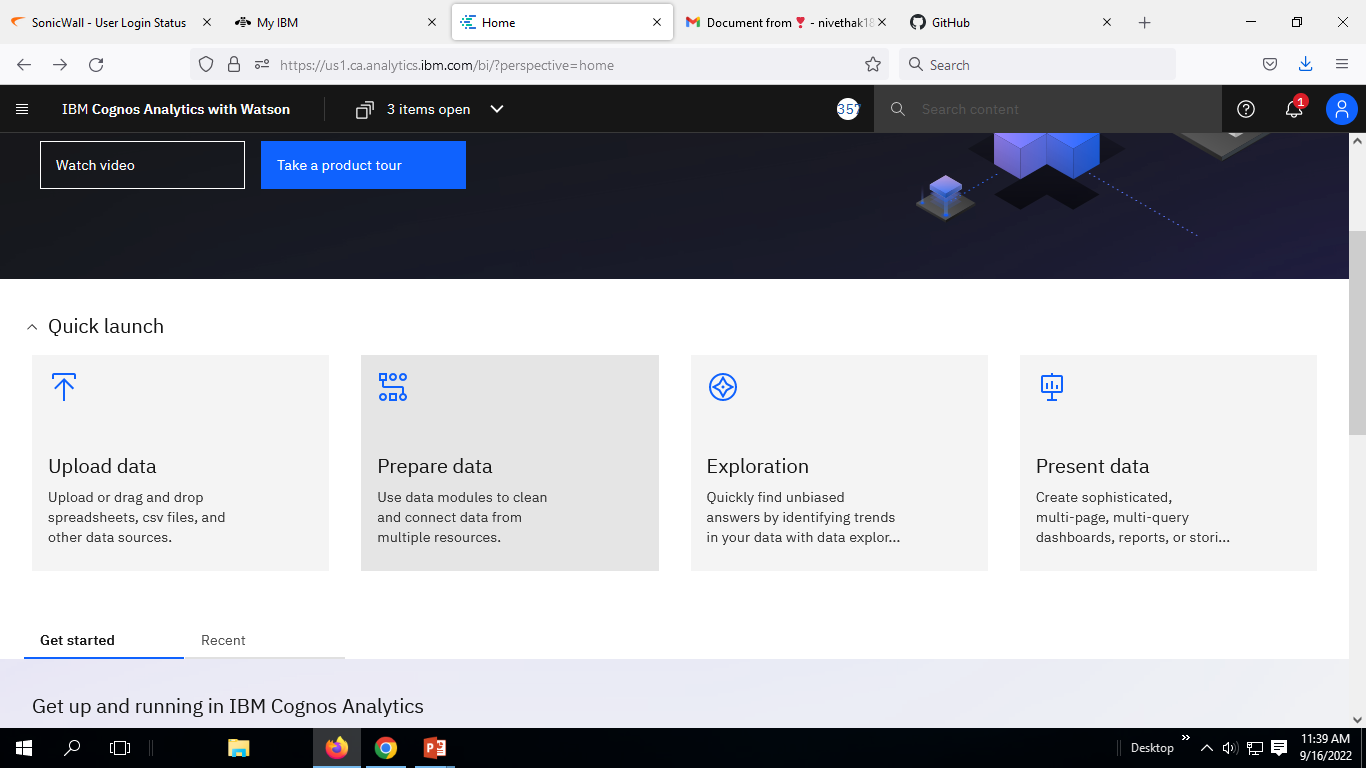 SonicWall - User Login Status
My IBM
Home
Document from❣ - nivethak18
GitHub
https://us1.ca.analytics.ibm.com/bi/?perspective=home
Search
IBM Cognos Analytics with Watson
3 items open
357
Search content
1
Watch video
Take a product tour
Quick launch
Upload data
Upload or drag and drop
spreadsheets, csv files, and
other data sources.
Prepare data
Use data modules to clean
and connect data from
multiple resources.
Exploration
Quickly find unbiased
answers by identifying trends
in your data with data explor...
Present data
Create sophisticated,
multi-page, multi-query
dashboards, reports, or stori...
Get started
Recent
Get up and running in IBM Cognos Analytics
Desktop
11:39 AM
9/16/2022